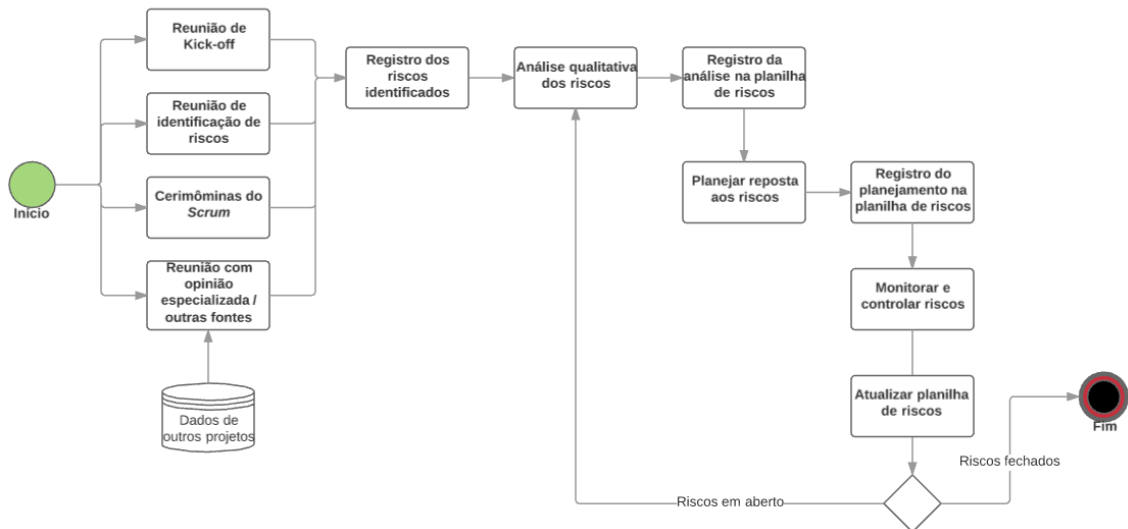 Reunião de
Kick-off
Reunião de
identificação de
riscos
Cerimôminas do
Scrum
Reunião com
opinião
especializada /
outras fontes
Início
Dados de
outros projetos
Registro dos
riscos
identificados
Análise qualitativa
dos riscos
Registro da
análise na planilha
de riscos
Planejar reposta
aos riscos
Registro do
planejamento na
planilha de riscos
Monitorar e
controlar riscos
Atualizar planilha
de riscos
Riscos em aberto
Riscos fechados
Fim